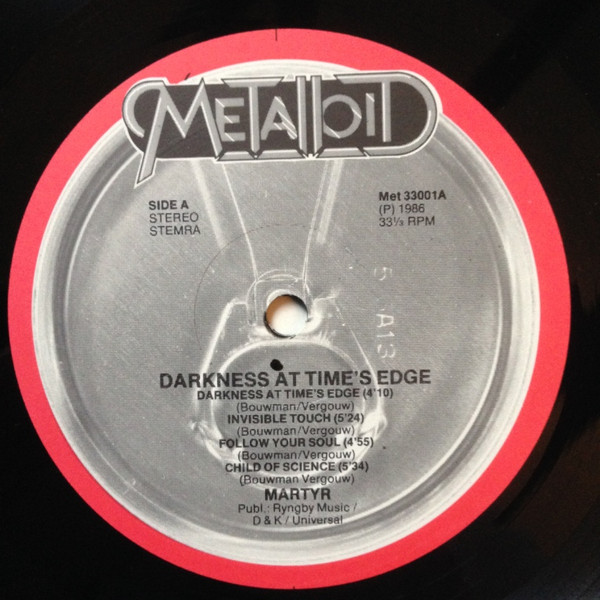 METALLOID
SIDE A
STEREO
STEMRA
Met 33001A
(P) 1986
33⅓ RPM
5 A13
DARKNESS AT TIME'S EDGE
DARKNESS AT TIME'S EDGE (4'10)
(Bouwman/Vergouw)
INVISIBLE TOUCH (5'24)
(Bouwman/Vergouw)
FOLLOW YOUR SOUL (4'55)
(Bouwman/Vergouw)
CHILD OF SCIENCE (5'34)
(Bouwman Vergouw)
MARTYR
Publ.: Ryngby Music /
D & K / Universal